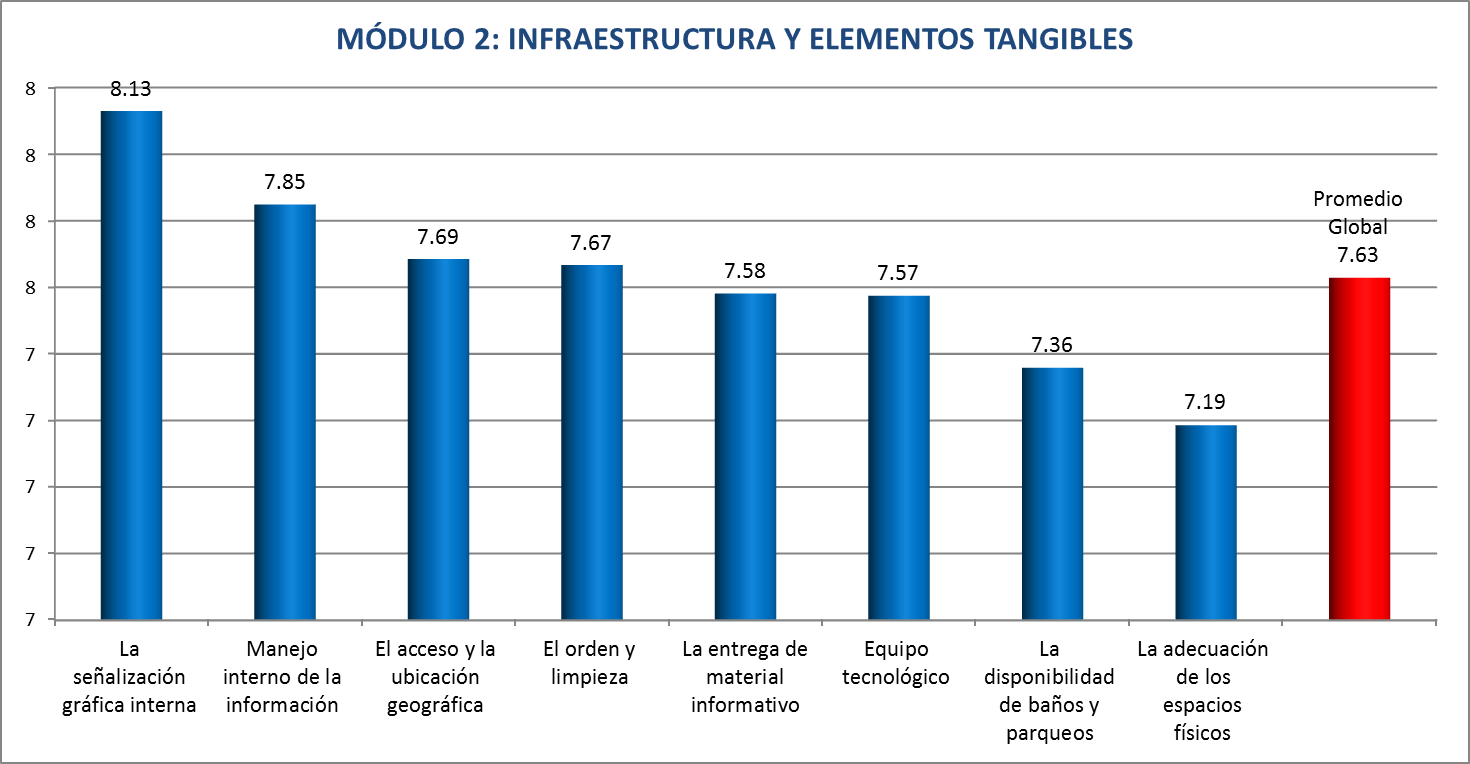 MÓDULO 2: INFRAESTRUCTURA Y ELEMENTOS TANGIBLES
8
8
8
8
7
7
7
7
7
8.13
7.85
7.69
7.67
7.58
7.57
7.36
7.19
Promedio
Global
7.63
La
señalización
gráfica interna
Manejo
interno de la
información
El acceso y la
ubicación
geográfica
El orden y
limpieza
La entrega de
material
informativo
Equipo
tecnológico
La
disponibilidad
de baños y
parqueos
La adecuación
de los
espacios
físicos